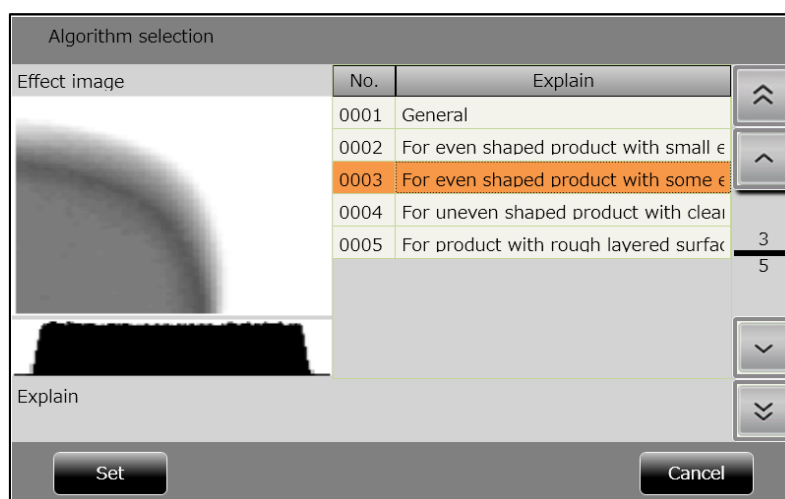 Algorithm selection
Effect image
No. Explain
0001 General
0002 For even shaped product with small
0003 For even shaped product with some
0004 For uneven shaped product with
0005 For product with rough layered
3
5
Explain
Set Cancel